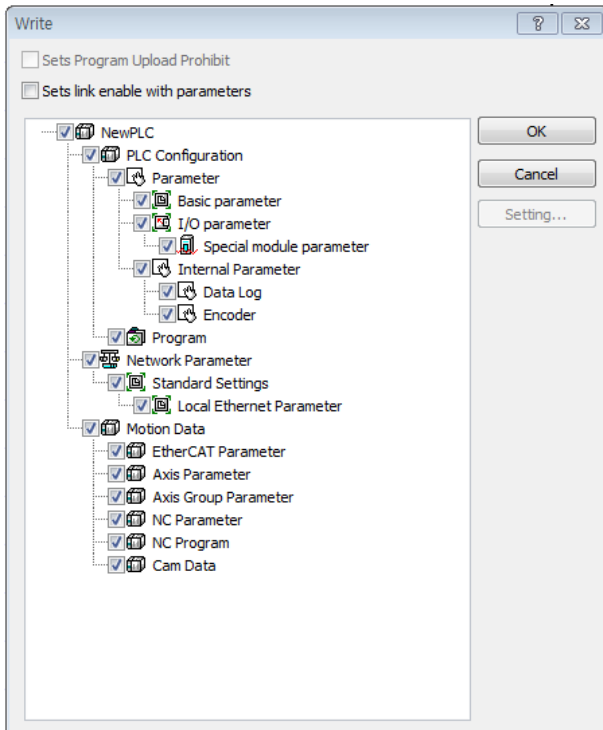 Write
Sets Program Upload Prohibit
Sets link enable with parameters
NewPLC
OK
PLC Configuration
Parameter
Cancel
Basic parameter
I/O parameter
Setting...
Special module parameter
Internal Parameter
Data Log
Encoder
Program
Network Parameter
Standard Settings
Local Ethernet Parameter
Motion Data
EtherCAT Parameter
Axis Parameter
Axis Group Parameter
NC Parameter
NC Program
Cam Data